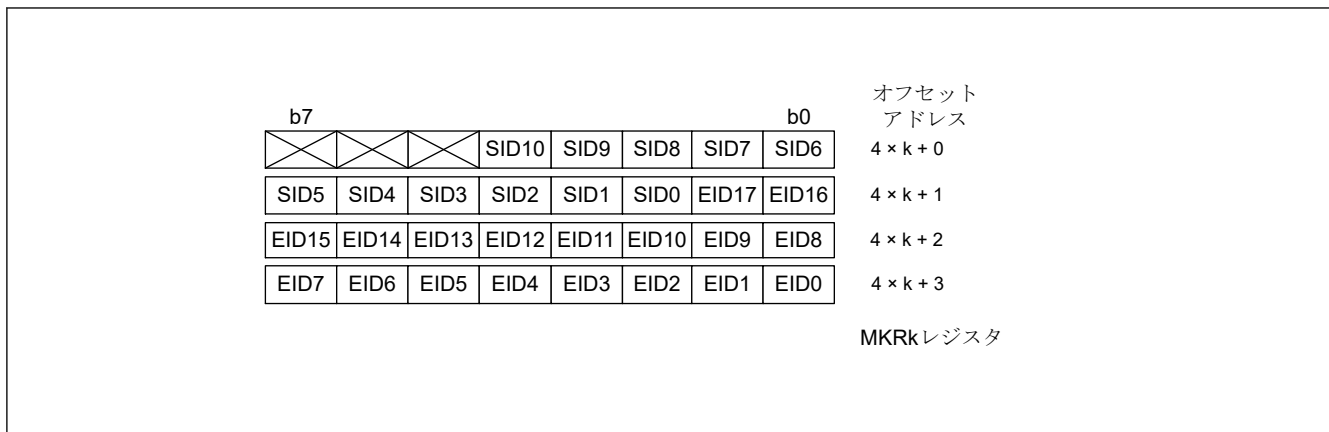 オフセット
アドレス
b7 b0
SID10 SID9 SID8 SID7 SID6 4 × k + 0
SID5 SID4 SID3 SID2 SID1 SID0 EID17 EID16 4 × k + 1
EID15 EID14 EID13 EID12 EID11 EID10 EID9 EID8 4 × k + 2
EID7 EID6 EID5 EID4 EID3 EID2 EID1 EID0 4 × k + 3
MKRkレジスタ